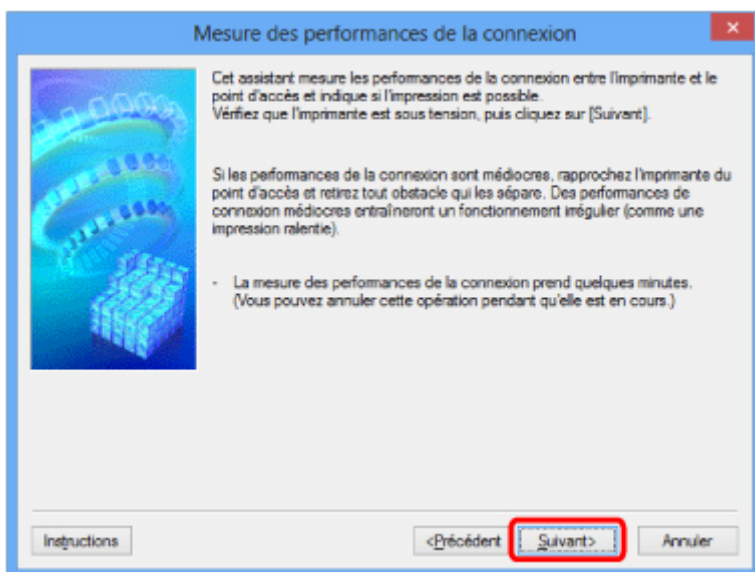 Mesure des performances de la connexion
Cet assistant mesure les performances de la connexion entre l'imprimante et le
point d'accès et indique si l'impression est possible.
Vérifiez que l'imprimante est sous tension, puis cliquez sur [Suivant].
Si les performances de la connexion sont médiocres, rapprochez l'imprimante du
point d'accès et retirez tout obstacle qui les sépare. Des performances de
connexion médiocres entraîneront un fonctionnement irrégulier (comme une
impression ralentie).
- La mesure des performances de la connexion prend quelques minutes.
(Vous pouvez annuler cette opération pendant qu'elle est en cours.)
Instructions
<Précédent
Suivant>
Annuler